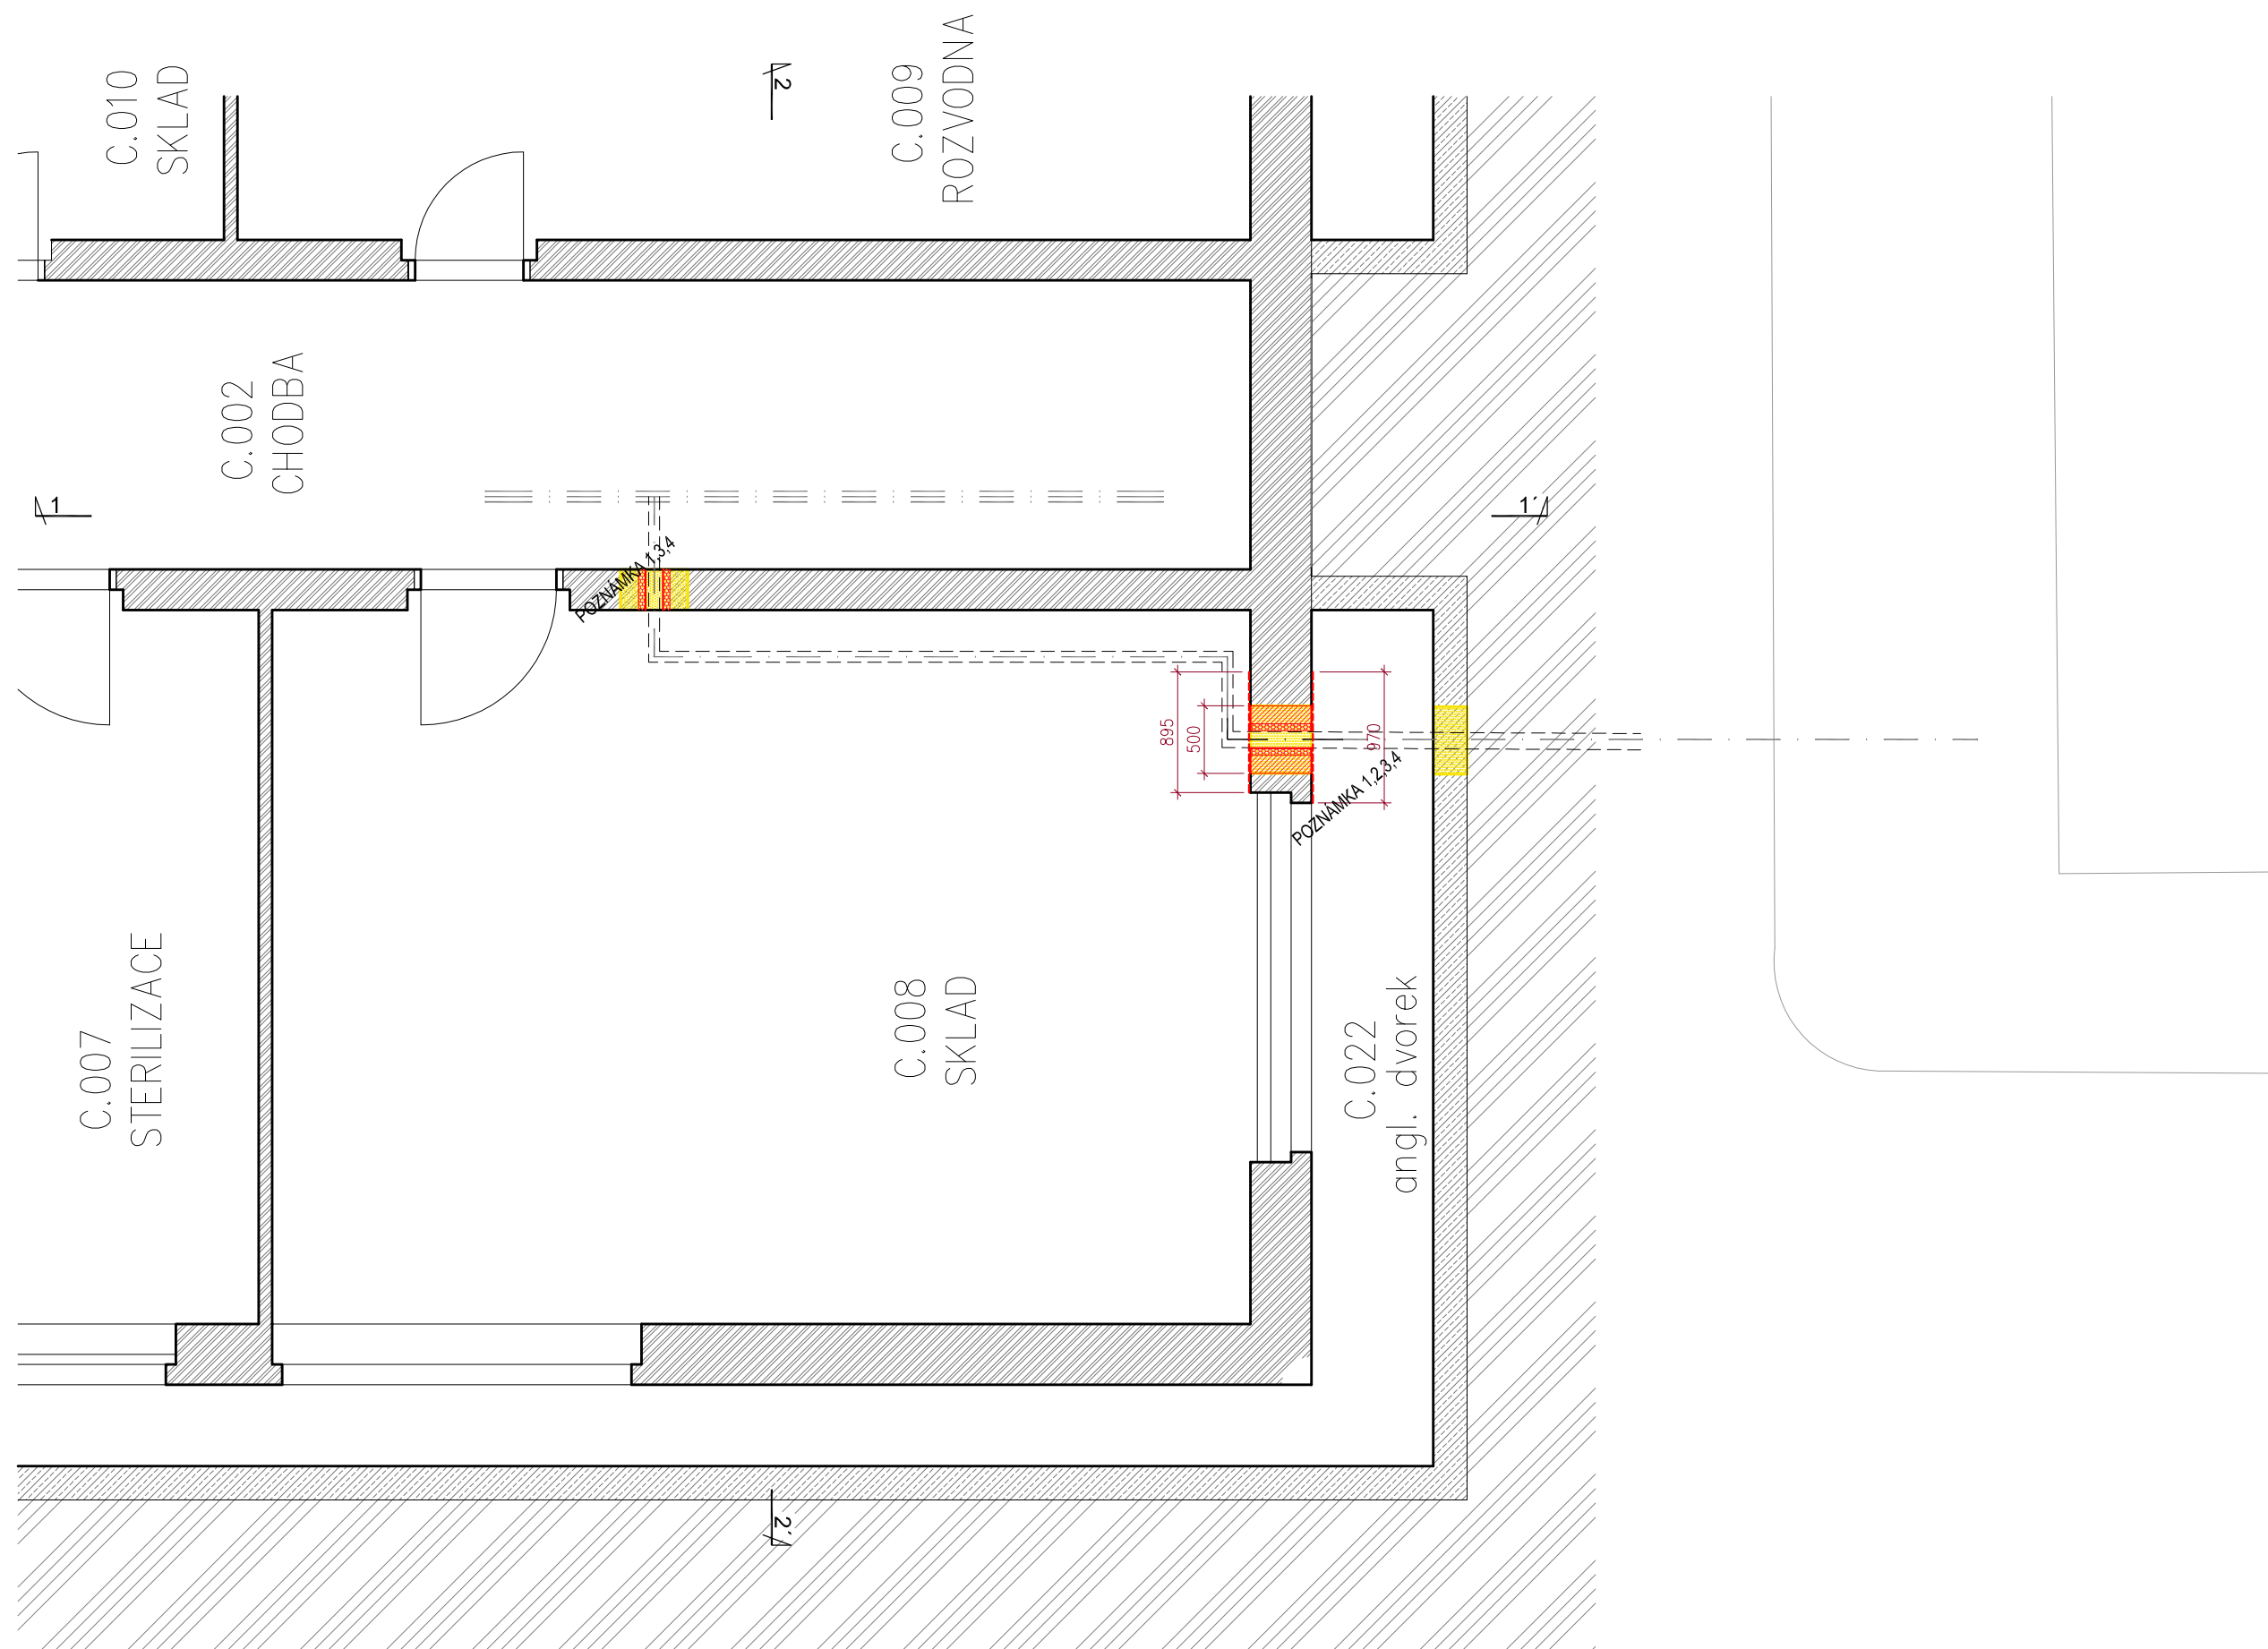 C.010
SKLAD
2
C.009
ROZVODNA
C.002
CHODBA
1
1´
POZNÁMKA 1,3,4
895
500
970
POZNÁMKA 1,2,3,4
C.007
STERILIZACE
C.008
SKLAD
C.022
angl. dvorek
2´